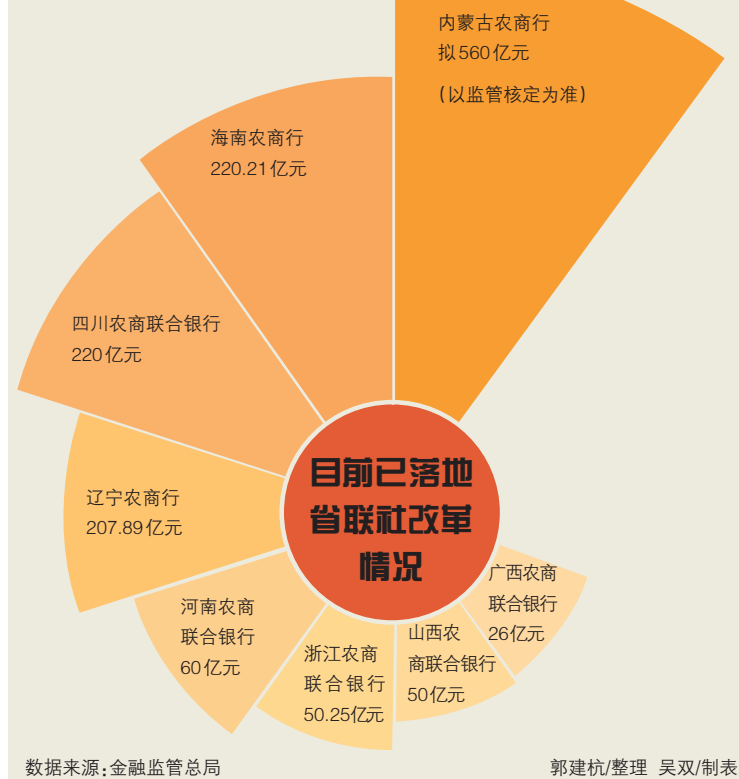 内蒙古农商行
拟560亿元
(以监管核定为准)
海南农商行
220.21亿元
四川农商联合银行
220亿元
辽宁农商行
207.89亿元
河南农商
联合银行
60亿元
浙江农商
联合银行
50.25亿元
山西农
商联合银行
50亿元
广西农商
联合银行
26亿元
目前已落地
省联社改革
情况
数据来源:金融监管总局
郭建杭/整理 吴双/制表